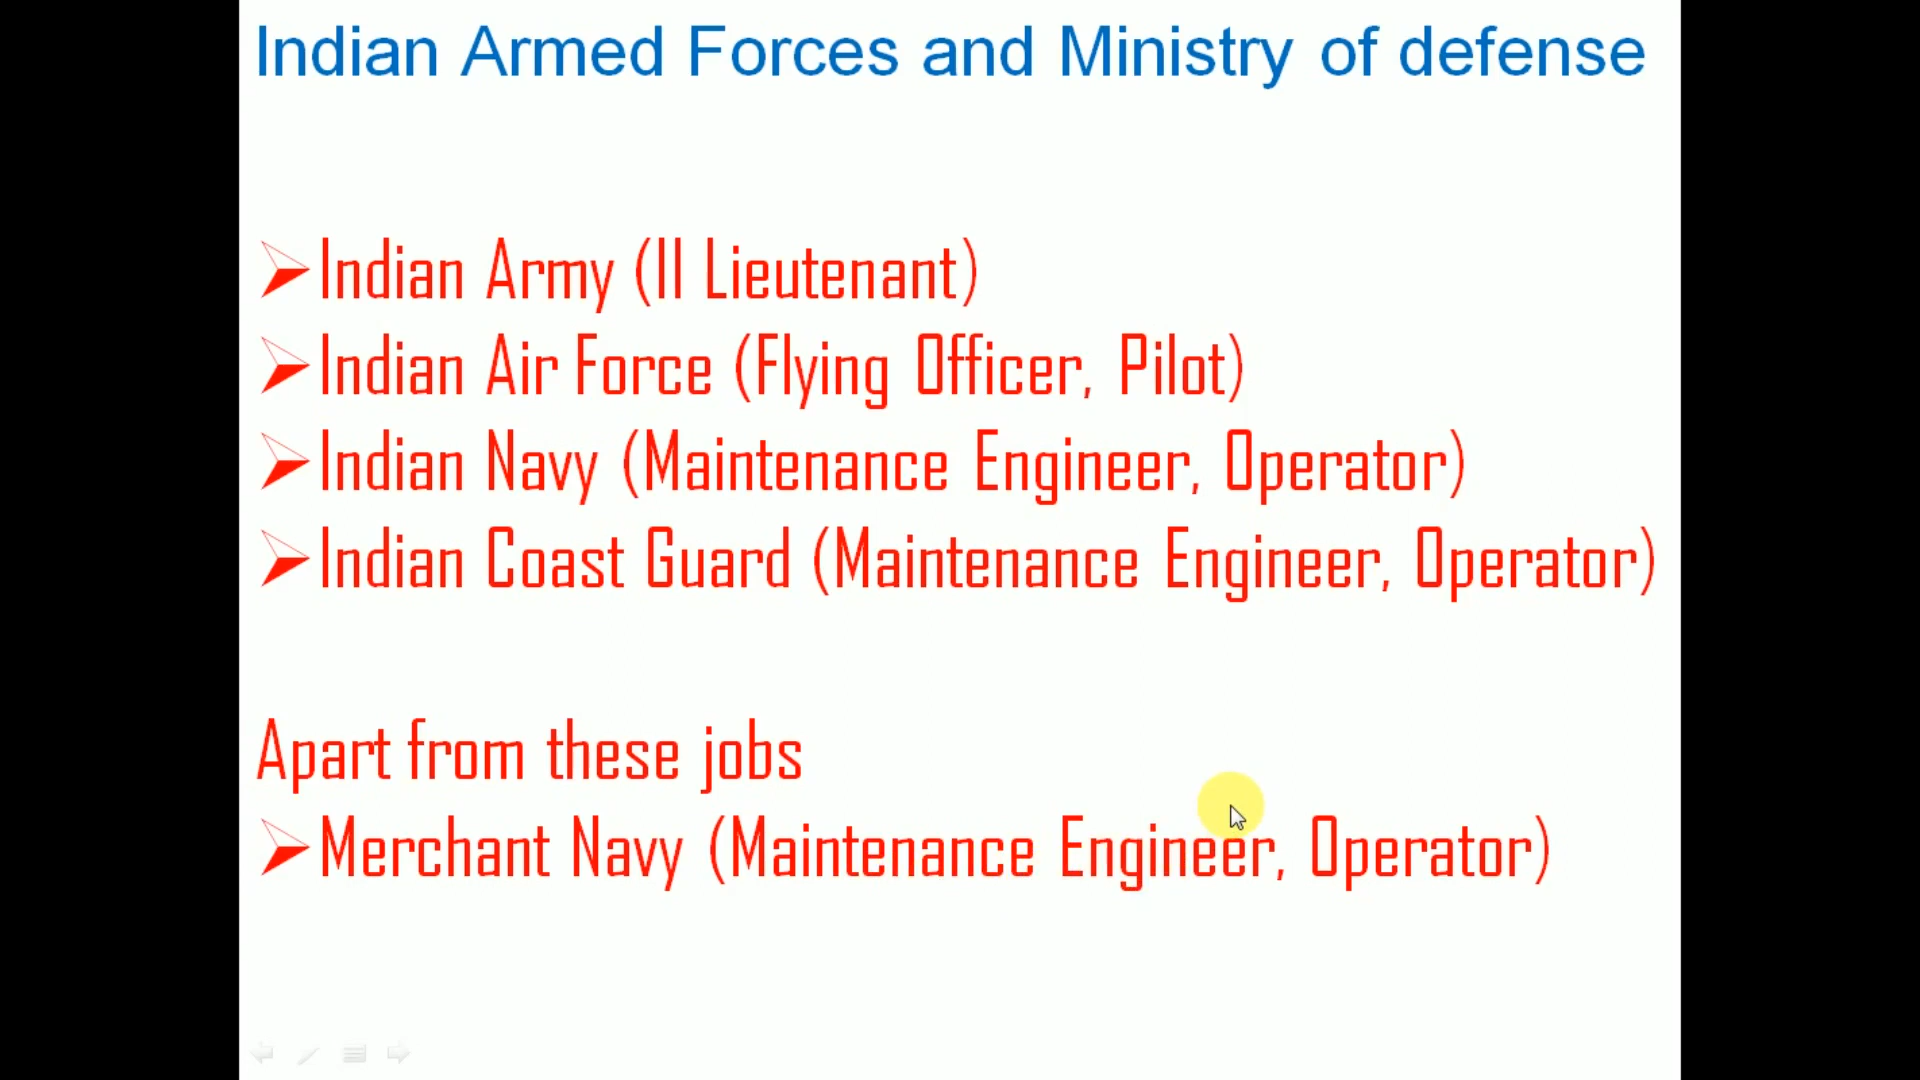 Indian Armed Forces and Ministry of defense
Indian Army (II Lieutenant)
Indian Air Force (Flying Officer, Pilot)
Indian Navy (Maintenance Engineer, Operator)
Indian Coast Guard (Maintenance Engineer, Operator)
Apart from these jobs
Merchant Navy (Maintenance Engineer, Operator)